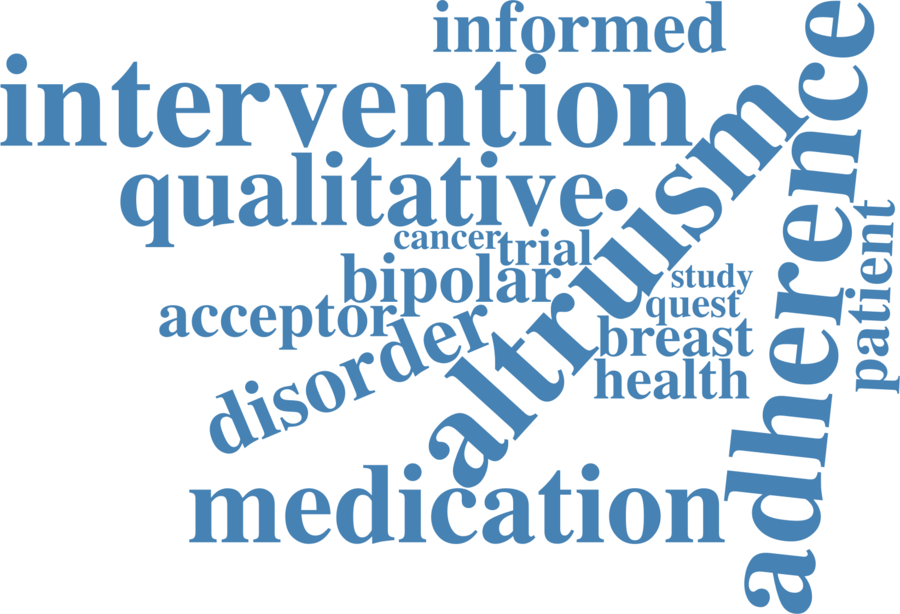 informed
intervention
adherence
altruism
qualitative
patient
cancer
trial
bipolar
study
quest
acceptor
breast
disorder
health
medication